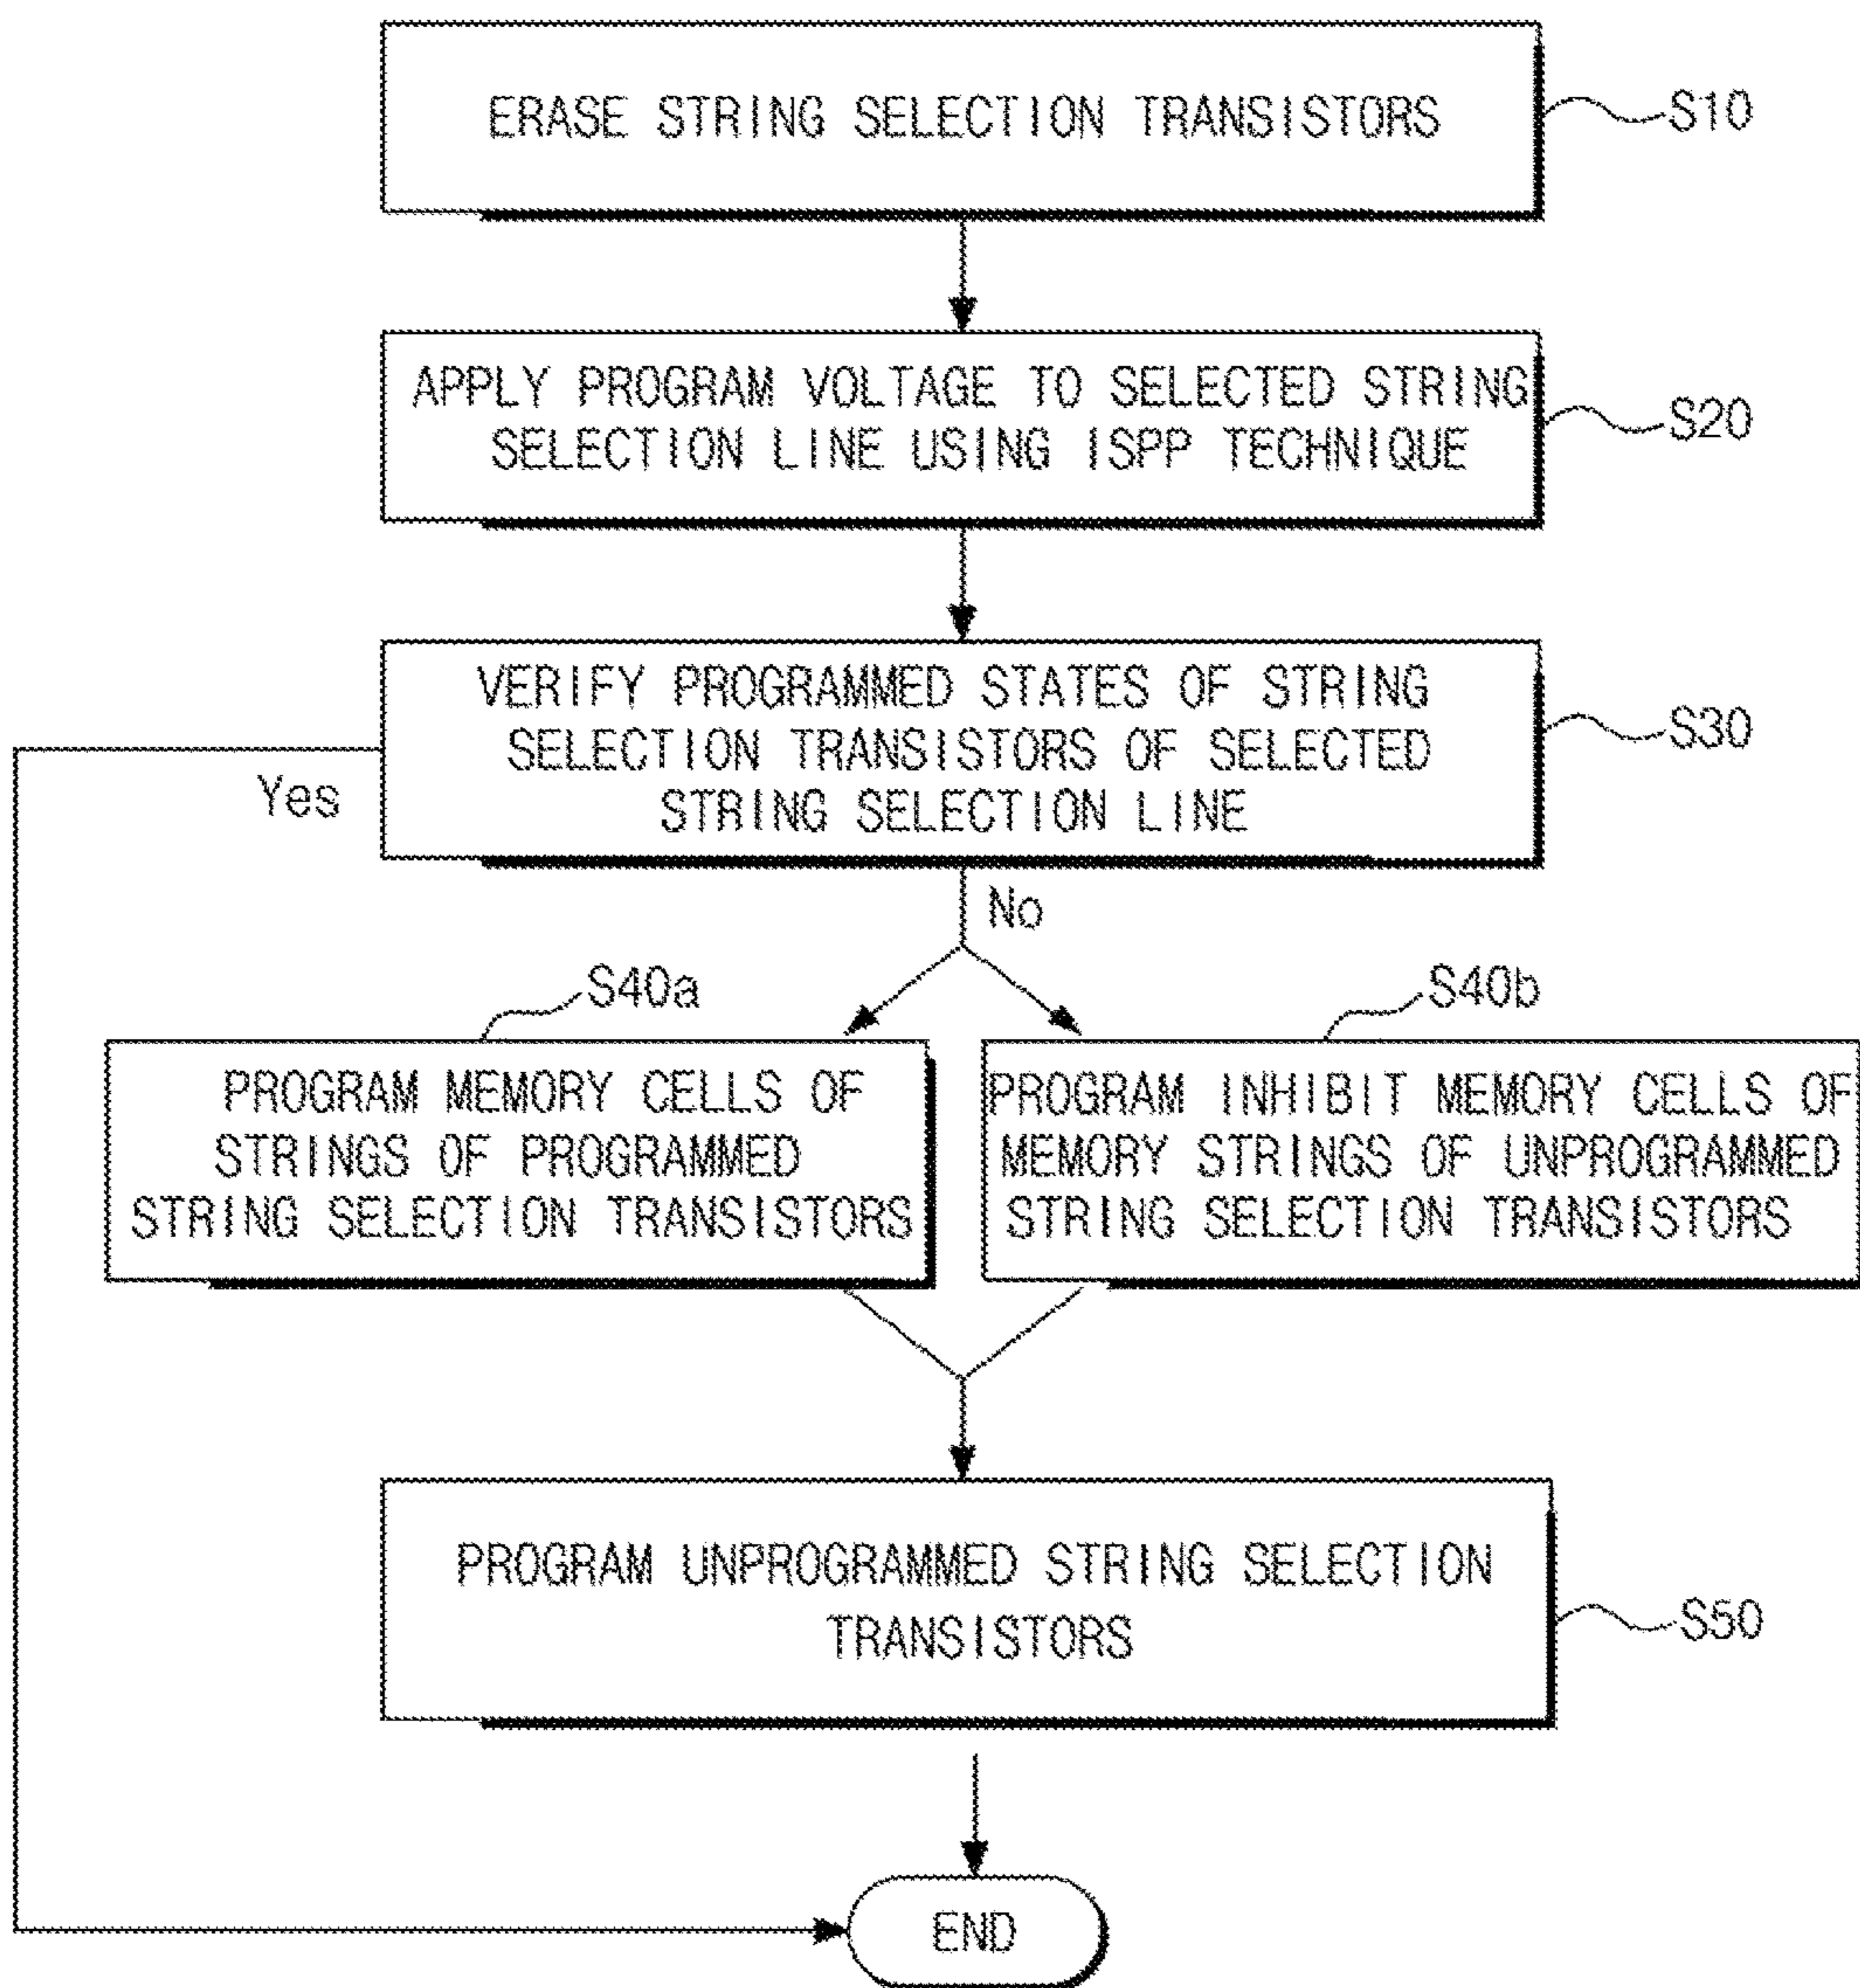 ERASE STRING SELECTION TRANSISTORS
S10
APPLY PROGRAM VOLTAGE TO SELECTED STRING
SELECTION LINE USING ISPP TECHNIQUE
S20
VERIFY PROGRAMMED STATES OF STRING
SELECTION TRANSISTORS OF SELECTED
STRING SELECTION LINE
S30
Yes
No
S40a
S40b
PROGRAM MEMORY CELLS OF
STRINGS OF PROGRAMMED
STRING SELECTION TRANSISTORS
PROGRAM INHIBIT MEMORY CELLS OF
MEMORY STRINGS OF UNPROGRAMMED
STRING SELECTION TRANSISTORS
PROGRAM UNPROGRAMMED STRING SELECTION
TRANSISTORS
S50
END